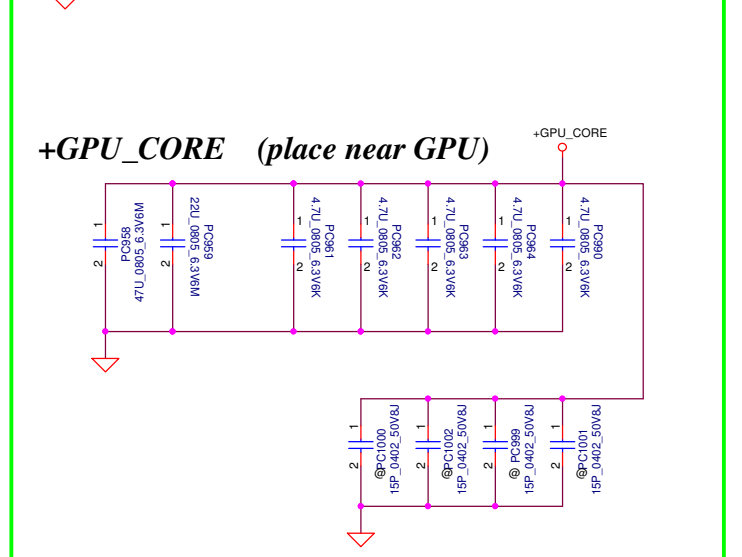 +GPU_CORE (place near GPU)
+GPU_CORE
1
2
PC958
47U_0805_6.3V6M
1
2
PC959
22U_0805_6.3V6M
1
2
PC961
4.7U_0805_6.3V6K
1
2
PC962
4.7U_0805_6.3V6K
1
2
PC963
4.7U_0805_6.3V6K
1
2
PC964
4.7U_0805_6.3V6K
1
2
PC990
4.7U_0805_6.3V6K
1
2
@PC1000
15P_0402_50V8J
1
2
@PC1002
15P_0402_50V8J
1
2
@ PC999
15P_0402_50V8J
1
2
@PC1001
15P_0402_50V8J